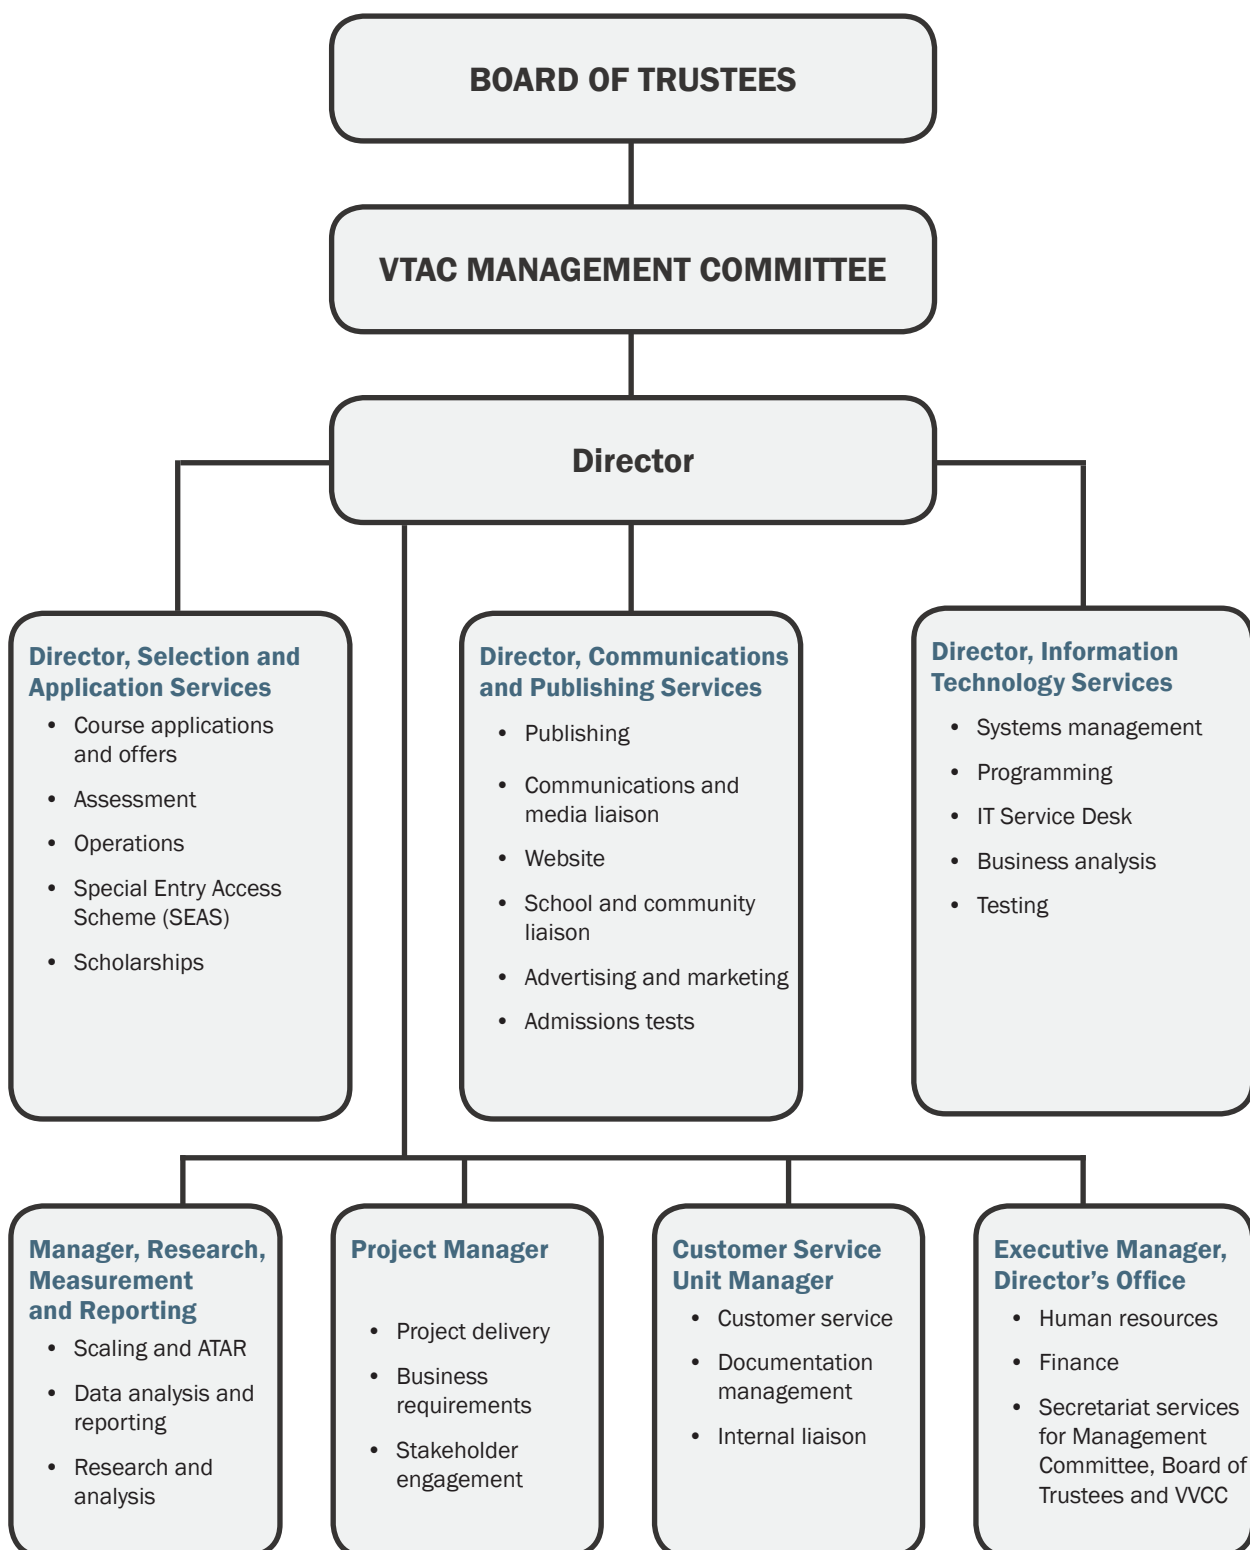 BOARD OF TRUSTEES
VTAC MANAGEMENT COMMITTEE
Director
Director, Selection and
Application Services
• Course applications
and offers
• Assessment
• Operations
• Special Entry Access
Scheme (SEAS)
• Scholarships
Director, Communications
and Publishing Services
• Publishing
• Communications and
media liaison
• Website
• School and community
liaison
• Advertising and marketing
• Admissions tests
Director, Information
Technology Services
• Systems management
• Programming
• IT Service Desk
• Business analysis
• Testing
Manager, Research,
Measurement
and Reporting
• Scaling and ATAR
• Data analysis and
reporting
• Research and
analysis
Project Manager
• Project delivery
• Business
requirements
• Stakeholder
engagement
Customer Service
Unit Manager
• Customer service
• Documentation
management
• Internal liaison
Executive Manager,
Director’s Office
• Human resources
• Finance
• Secretariat services
for Management
Committee, Board of
Trustees and VVCC